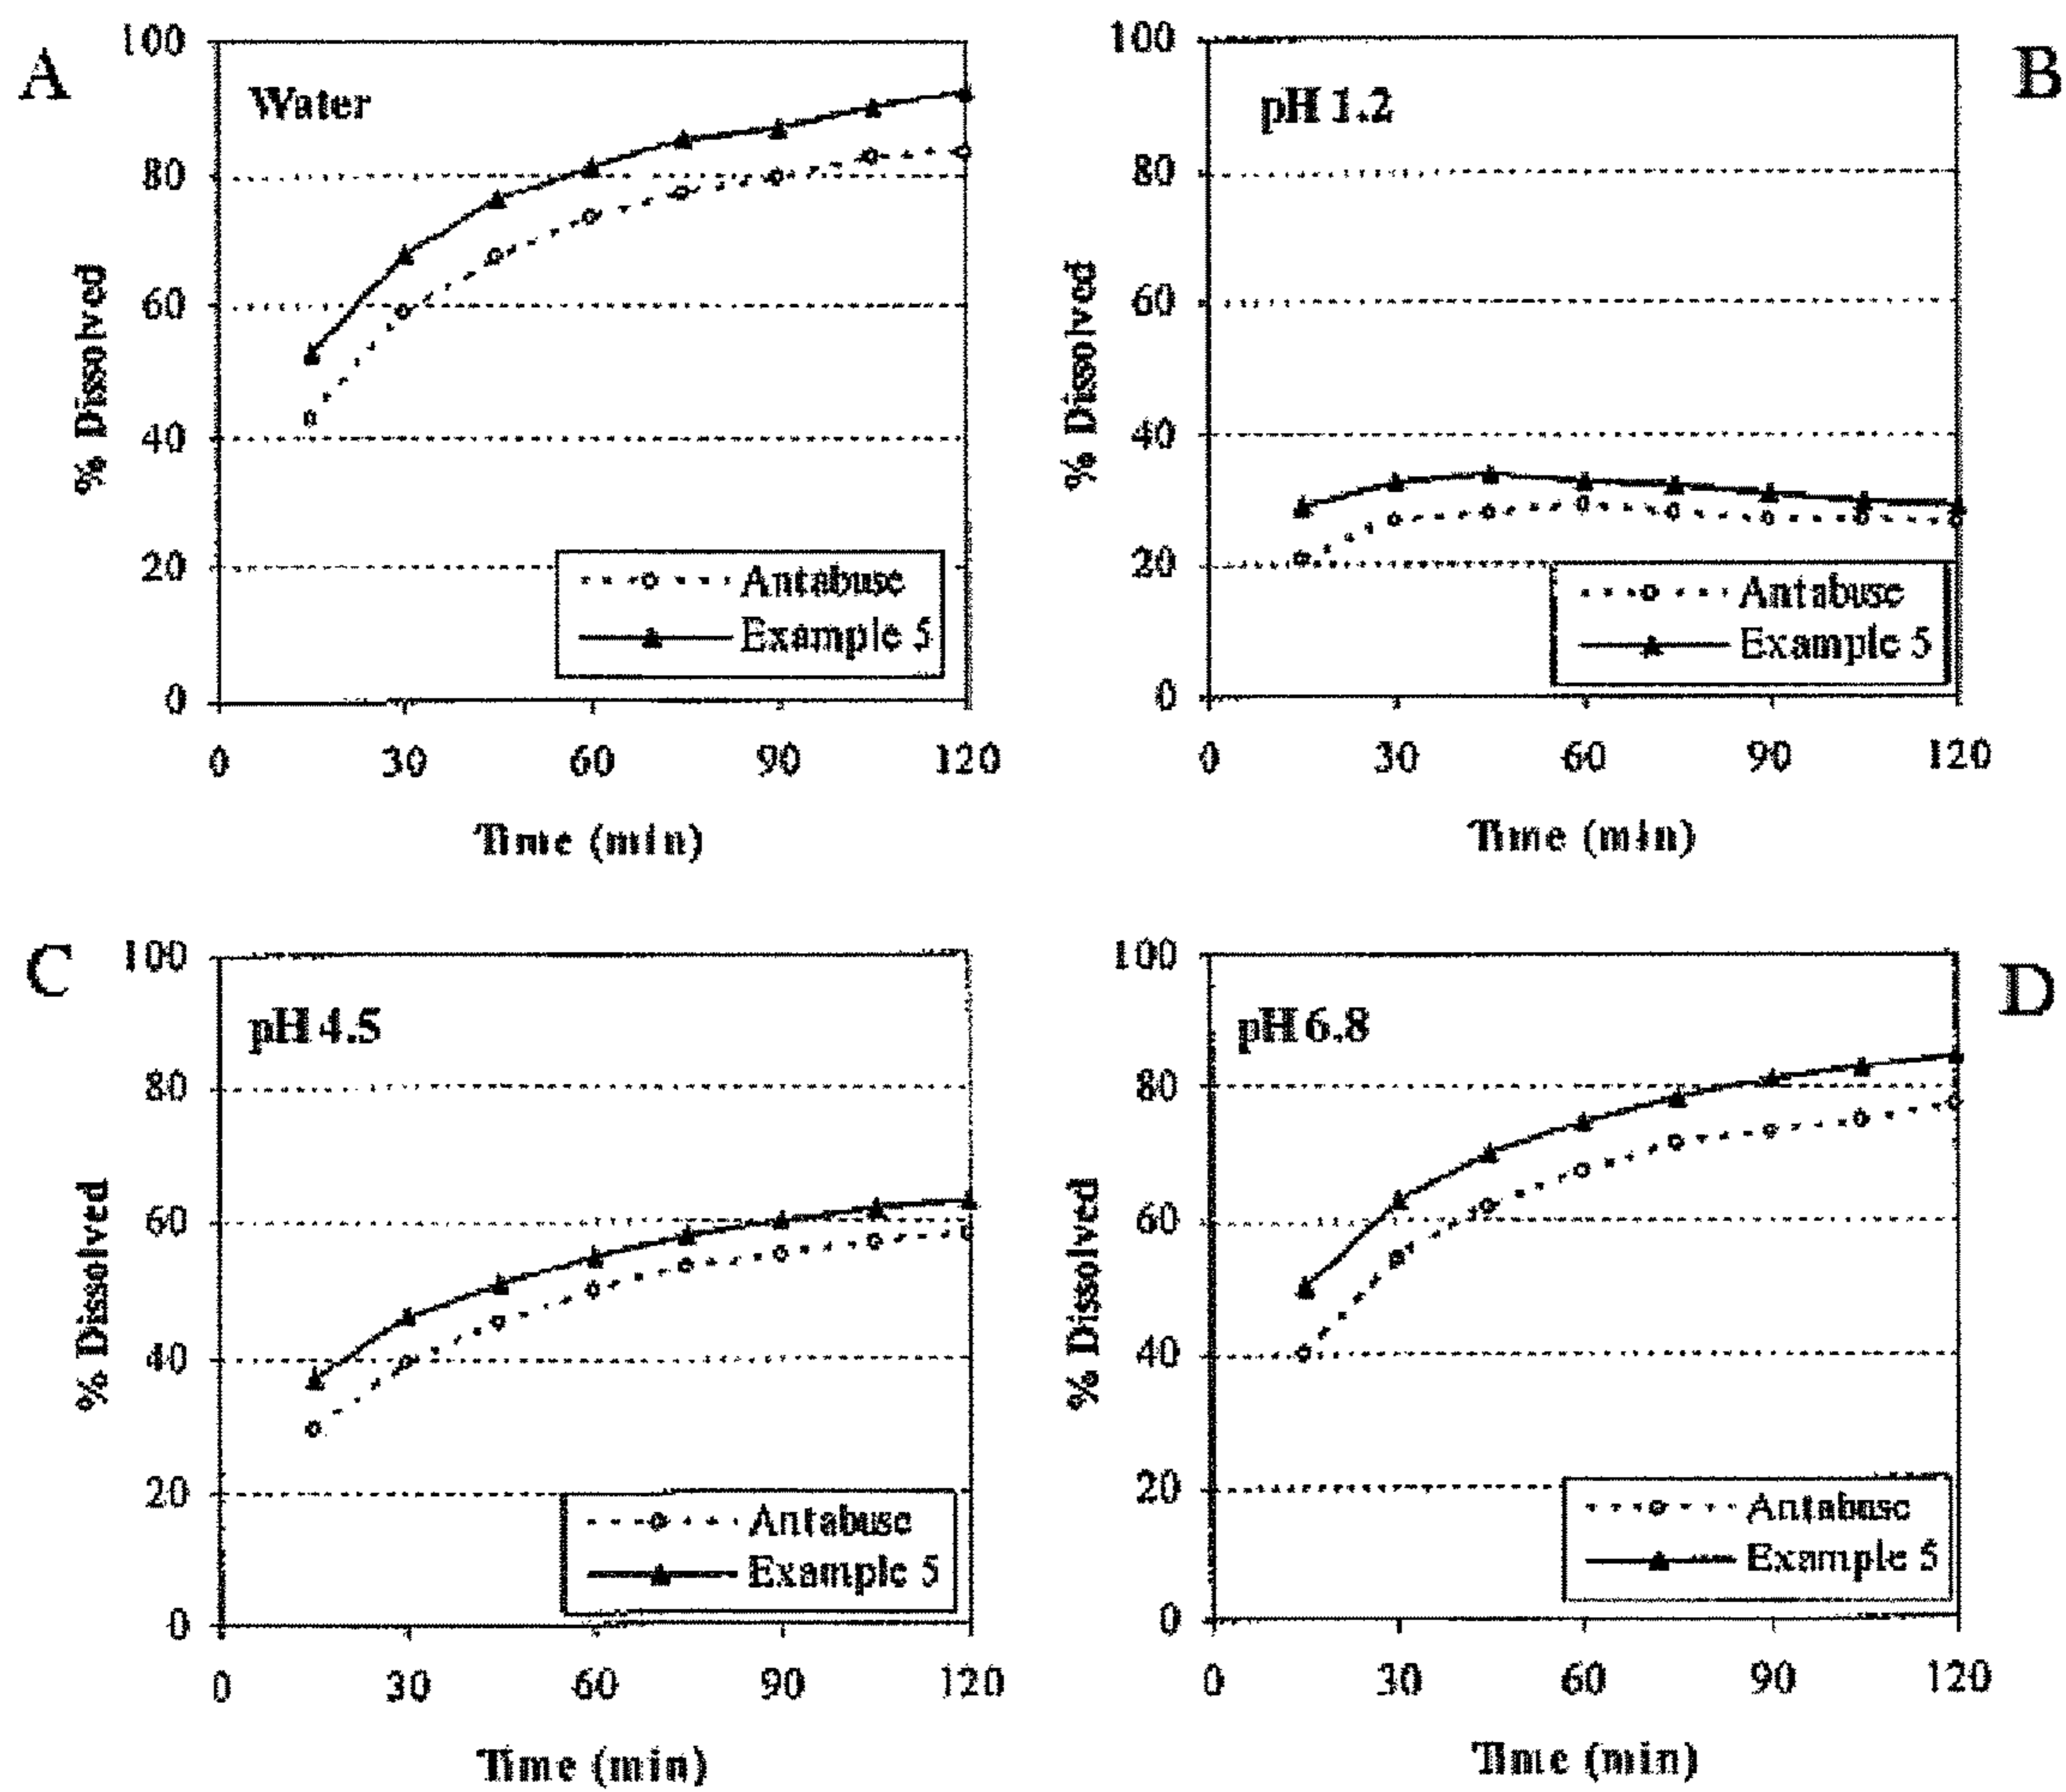 A
Water
% Dissolved
100
80
60
40
20
0
Antabuse
Example 5
0 30 60 90 120
Time (min)
B
pH 1.2
% Dissolved
100
80
60
40
20
0
Antabuse
Example 5
0 30 60 90 120
Time (min)
C
pH 4.5
% Dissolved
100
80
60
40
20
0
Antabuse
Example 5
0 30 60 90 120
Time (min)
D
pH 6.8
% Dissolved
100
80
60
40
20
0
Antabuse
Example 5
0 30 60 90 120
Time (min)